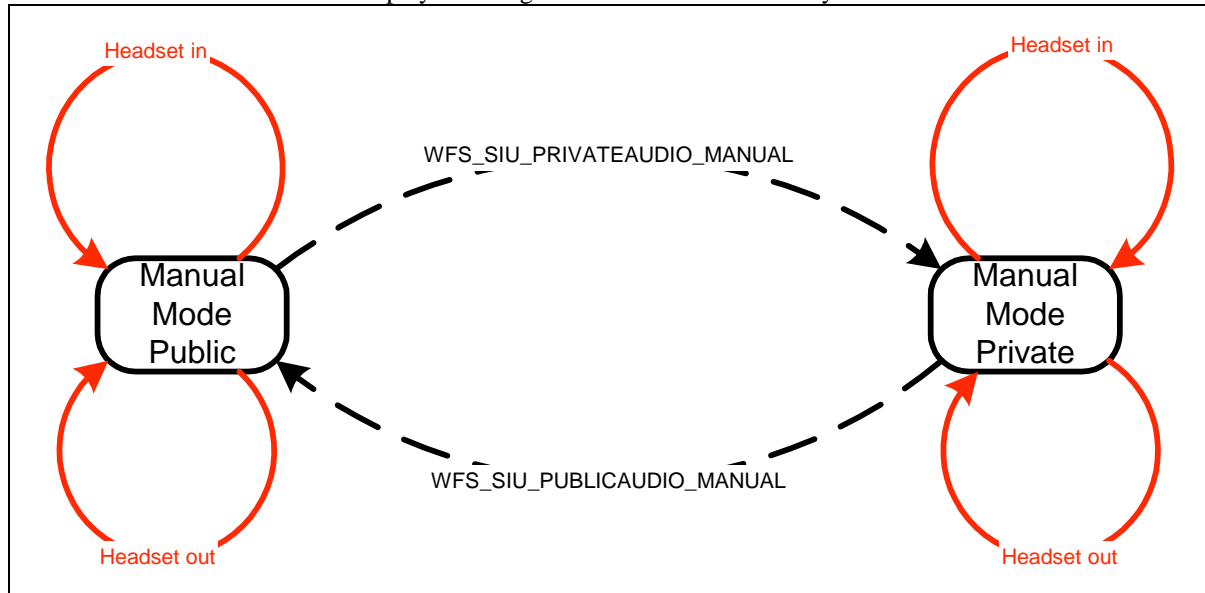 Headset in
Headset in
WFS_SIU_PRIVATEAUDIO_MANUAL
Manual
Mode
Public
Manual
Mode
Private
WFS_SIU_PUBLICAUDIO_MANUAL
Headset out
Headset out